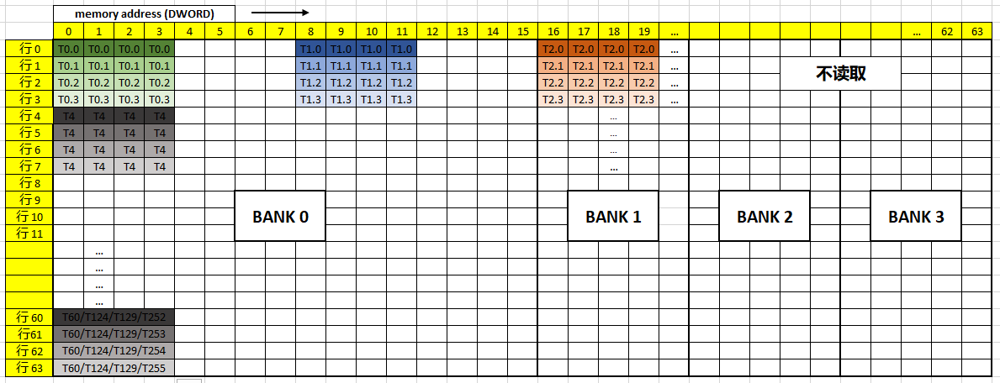 memory address (DWORD)
0 1 2 3 4 5 6 7 8 9 10 11 12 13 14 15 16 17 18 19 ... ... 62 63
行 0 T0.0 T0.0 T0.0 T0.0 T1.0 T1.0 T1.0 T1.0 T2.0 T2.0 T2.0 T2.0 ...
行 1 T0.1 T0.1 T0.1 T0.1 T1.1 T1.1 T1.1 T1.1 T2.1 T2.1 T2.1 T2.1 ...
不读取
行 2 T0.2 T0.2 T0.2 T0.2 T1.2 T1.2 T1.2 T1.2 T2.2 T2.2 T2.2 T2.2 ...
行 3 T0.3 T0.3 T0.3 T0.3 T1.3 T1.3 T1.3 T1.3 T2.3 T2.3 T2.3 T2.3 ...
行 4 T4 T4 T4 T4 ...
行 5 T4 T4 T4 T4 ...
行 6 T4 T4 T4 T4 ...
行 7 T4 T4 T4 T4 ...
行 8
行 9
行 10 BANK 0 BANK 1 BANK 2 BANK 3
行 11
...
...
...
...
行 60 T60/T124/T129/T252
行61 T60/T124/T129/T253
行 62 T60/T124/T129/T254
行 63 T60/T124/T129/T255